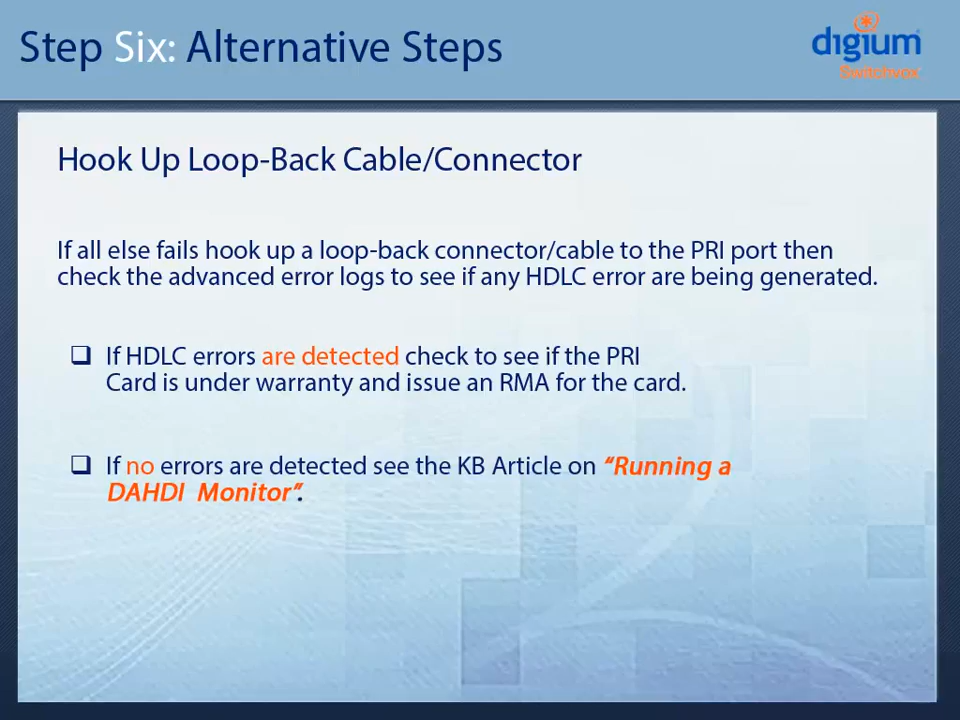 Step Six: Alternative Steps
digium
Switchvox
Hook Up Loop-Back Cable/Connector
If all else fails hook up a loop-back connector/cable to the PRI port then
check the advanced error logs to see if any HDLC error are being generated.
❑ If HDLC errors are detected check to see if the PRI
Card is under warranty and issue an RMA for the card.
❑ If no errors are detected see the KB Article on “Running a
DAHDI Monitor”.